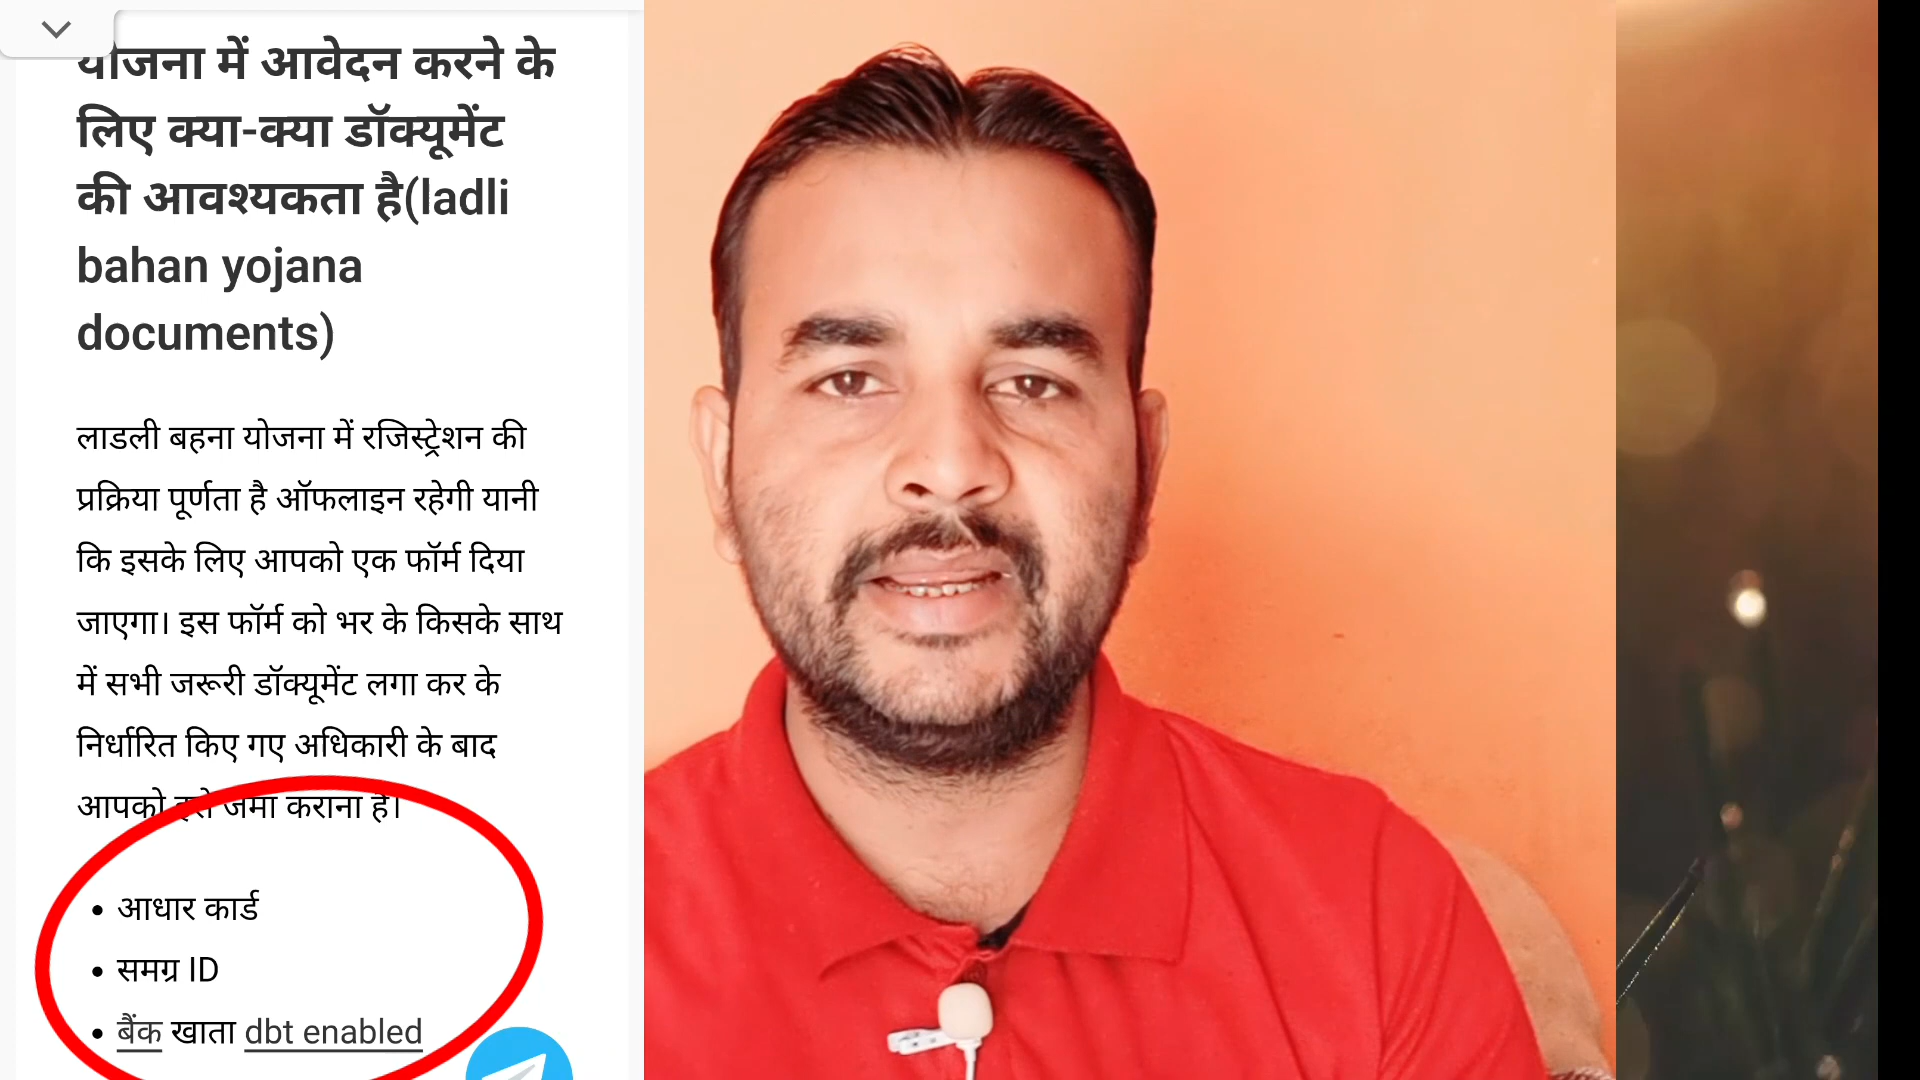 योजना में आवेदन करने के
लिए क्या-क्या डॉक्यूमेंट
की आवश्यकता है(ladli
bahan yojana
documents)
लाडली बहना योजना में रजिस्ट्रेशन की
प्रक्रिया पूर्णता है ऑफलाइन रहेगी यानी
कि इसके लिए आपको एक फॉर्म दिया
जाएगा। इस फॉर्म को भर के किसके साथ
में सभी जरूरी डॉक्यूमेंट लगा कर के
निर्धारित किए गए अधिकारी के बाद
आपको इसे जमा कराना है।
• आधार कार्ड
• समग्र ID
• बैंक खाता dbt enabled